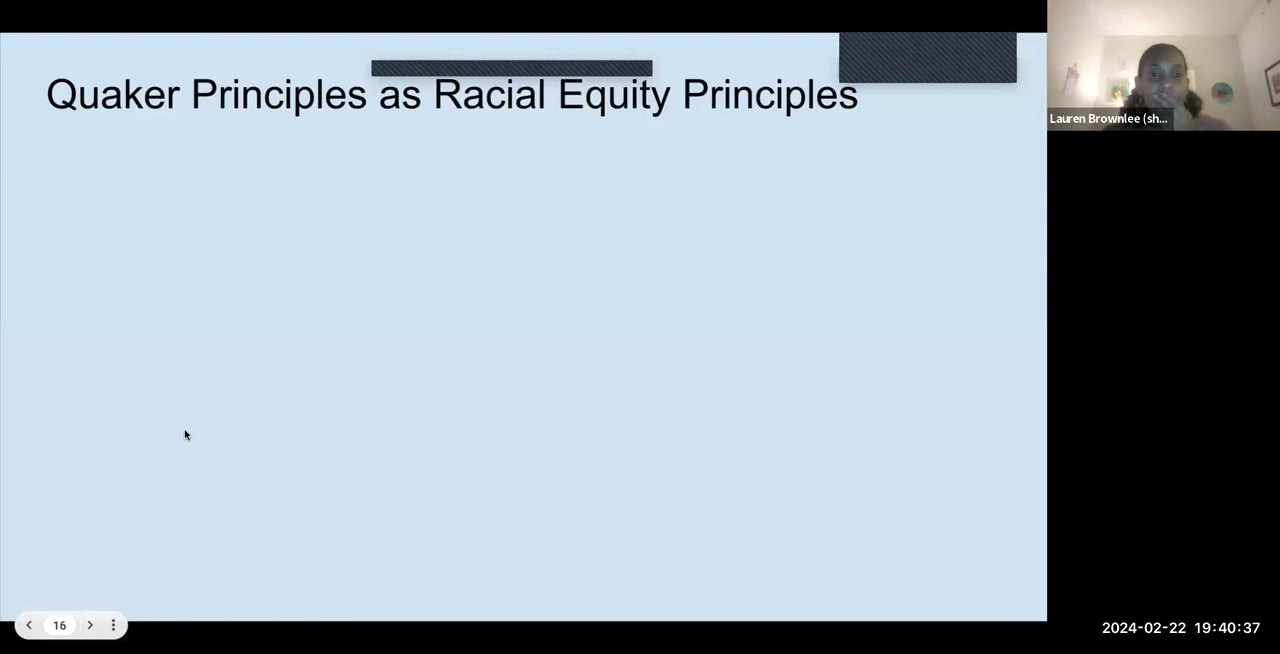 Quaker Principles as Racial Equity Principles
Lauren Brownlee (sh...
16
2024-02-22 19:40:37